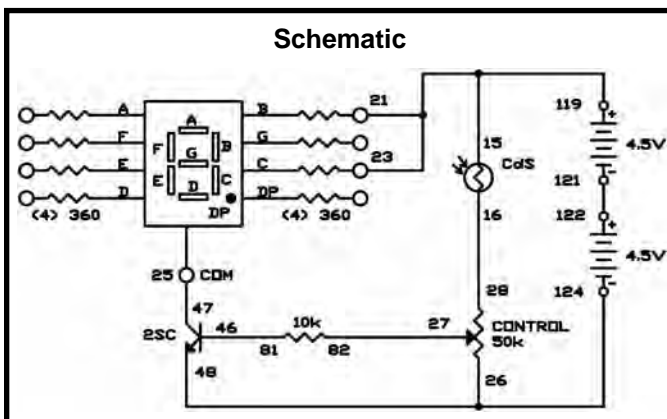 Schematic
A
B
21
119
+
F
G
A
F
B
G
E
C
D
DP
15
4.5V
E
C
23
CdS
121
-
D
DP
16
122
+
<4> 360
<4> 360
4.5V
25
COM
28
124
-
47
2SC
46
10k
27
CONTROL
50k
81
82
48
26